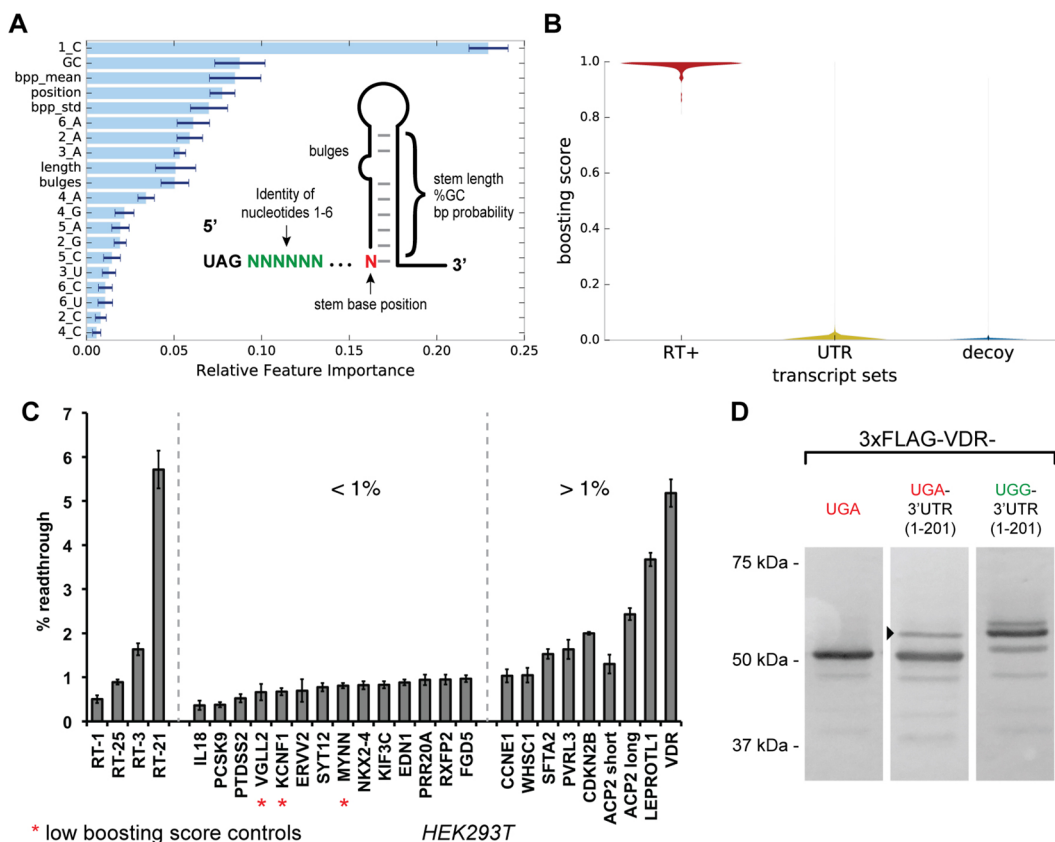 A
1_C
GC
bpp_mean
position
bpp_std
6_A
2_A
3_A
length
bulges
4_A
4_G
5_A
2_G
5_C
3_U
6_C
6_U
2_C
4_C
0.00 0.05 0.10 0.15 0.20 0.25
Relative Feature Importance
bulges
stem length
%GC
bp probability
Identity of
nucleotides 1-6
5’
UAG NNNNNN ... N
3’
stem base position
B
boosting score
1.0
0.8
0.6
0.4
0.2
0.0
RT+ UTR decoy
transcript sets
C
% readthrough
7
6
5
4
3
2
1
0
< 1%
> 1%
RT-1
RT-25
RT-3
RT-21
IL18
PCSK9
PTDSS2
VGLL2
KCNF1
ERVV2
SYT12
MYNN
NKX2-4
KIF3C
EDN1
PRR20A
RXFP2
FGD5
CCNE1
WHSC1
SFTA2
PVRL3
CDKN2B
ACP2 short
ACP2 long
LEPROTL1
VDR
* * *
* low boosting score controls
HEK293T
D
3xFLAG-VDR-
UGA
UGA-
3’UTR
(1-201)
UGG-
3’UTR
(1-201)
75 kDa -
50 kDa -
37 kDa -